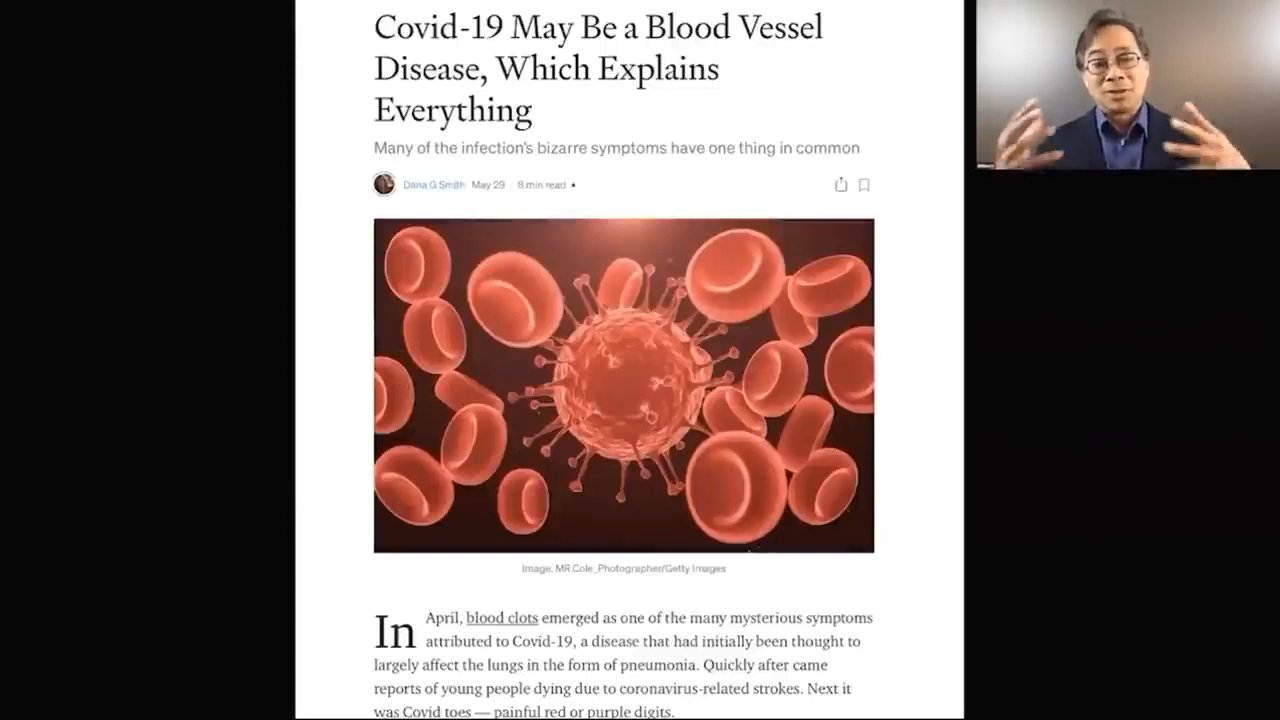 Covid-19 May Be a Blood Vessel
Disease, Which Explains
Everything
Many of the infection's bizarre symptoms have one thing in common
Dana G Smith May 29 · 8 min read
Image: MR.Cole_Photographer/Getty Images
In April, blood clots emerged as one of the many mysterious symptoms
attributed to Covid-19, a disease that had initially been thought to
largely affect the lungs in the form of pneumonia. Quickly after came
reports of young people dying due to coronavirus-related strokes. Next it
was Covid toes — painful red or purple digits.